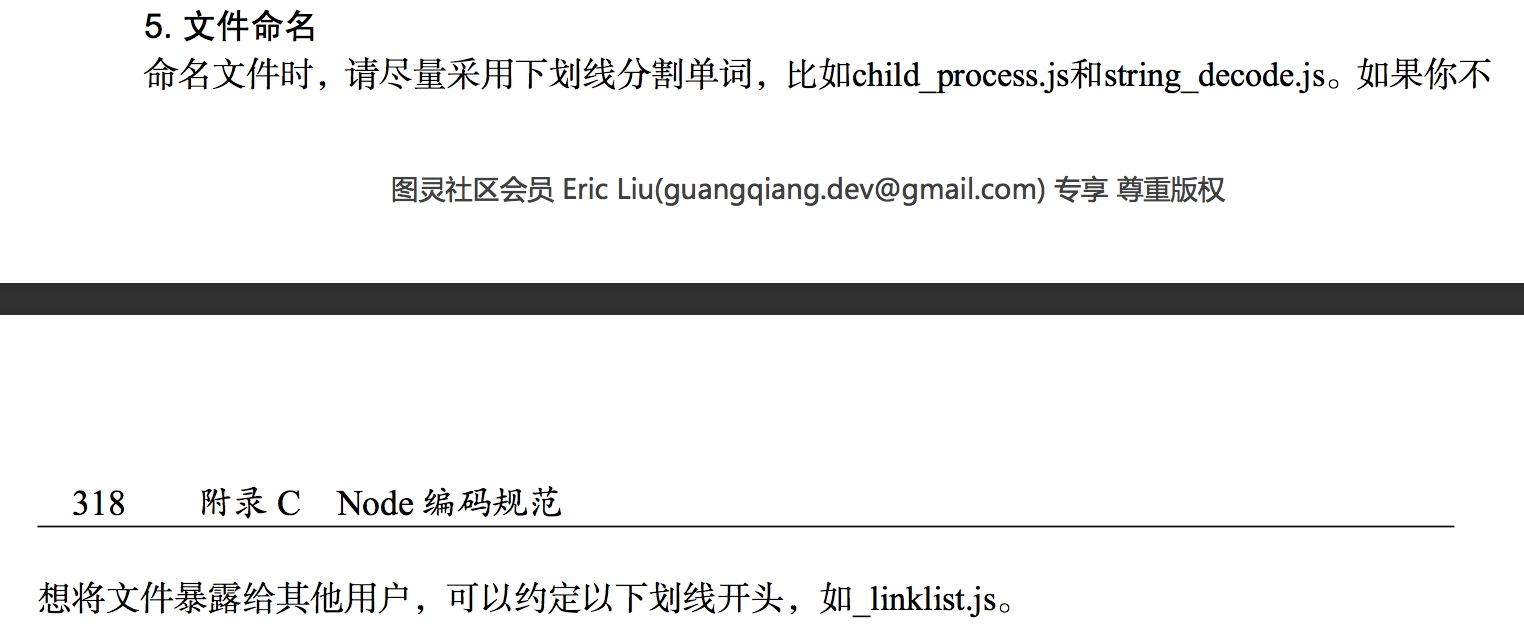 5. 文件命名
命名文件时，请尽量采用下划线分割单词，比如child_process.js和string_decode.js。如果你不
图灵社区会员 Eric Liu(guangqiang.dev@gmail.com) 专享 尊重版权
318 附录 C Node 编码规范
想将文件暴露给其他用户，可以约定以下划线开头，如_linklist.js。